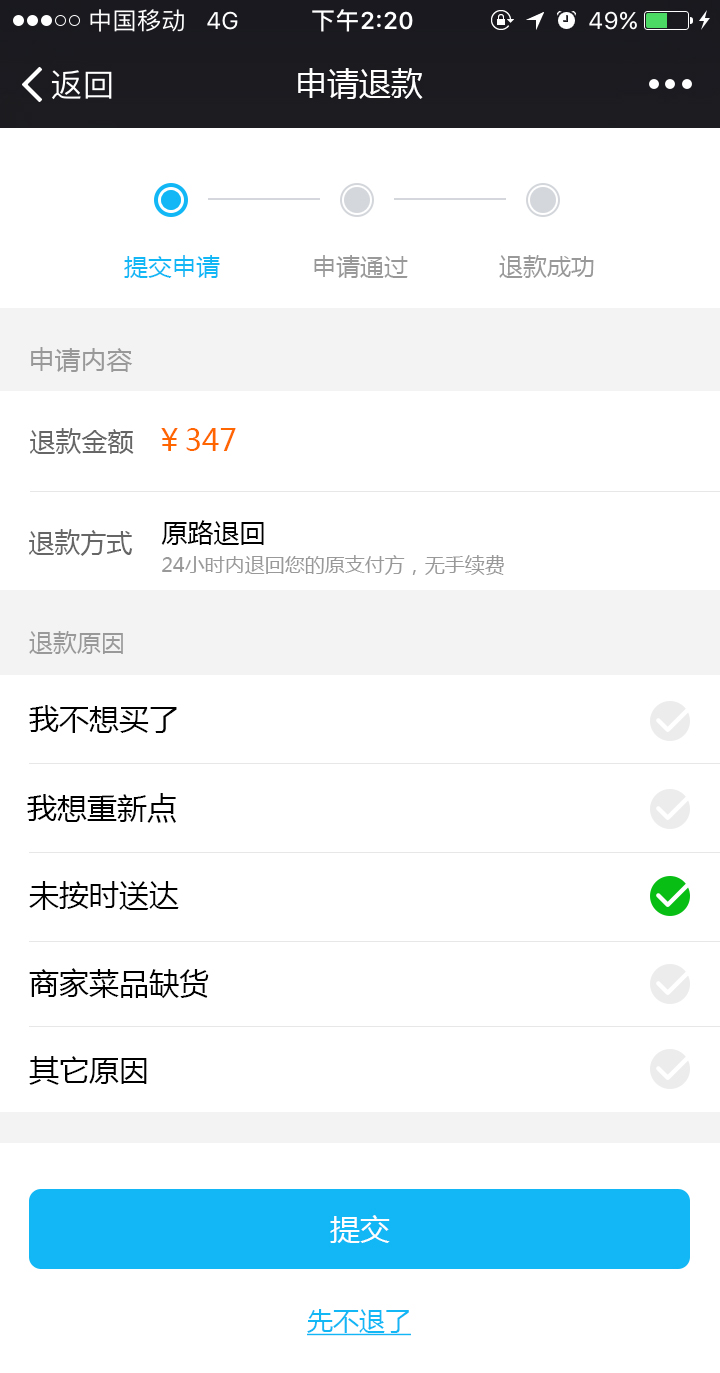 中国移动 4G 下午2:20 49%
返回 申请退款
提交申请 申请通过 退款成功
申请内容
退款金额 ¥ 347
退款方式 原路退回
24小时内退回您的原支付方，无手续费
退款原因
我不想买了
我想重新点
未按时送达
商家菜品缺货
其它原因
提交
先不退了